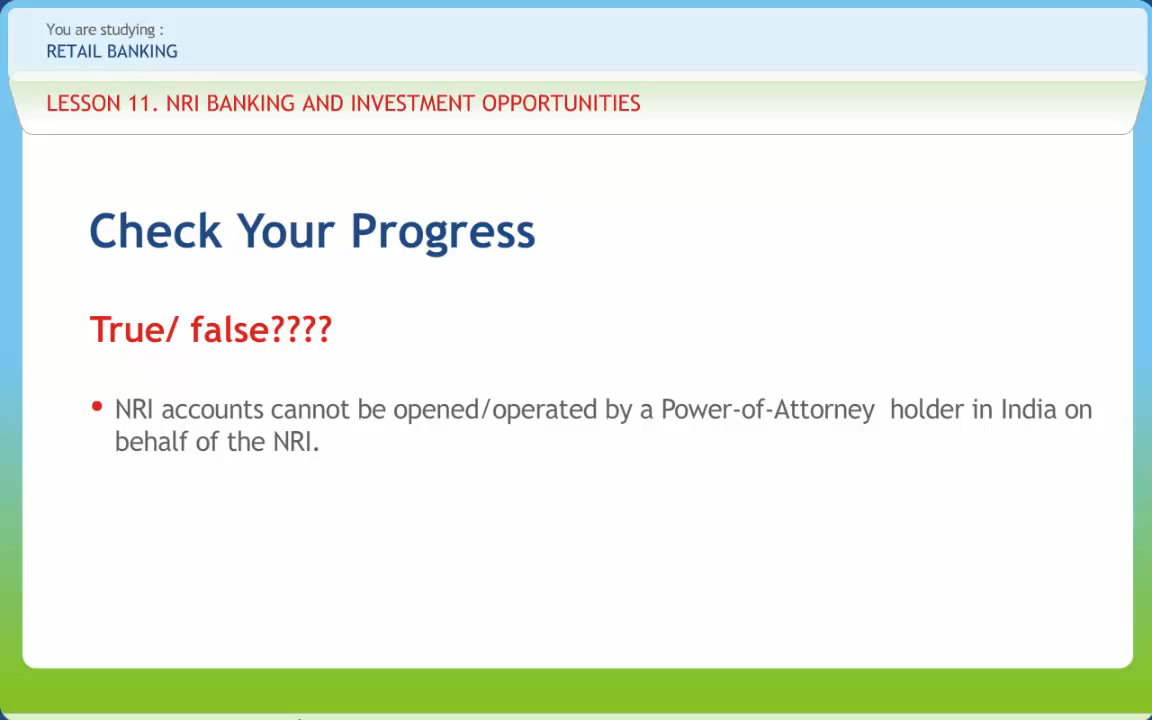 You are studying :
RETAIL BANKING
LESSON 11. NRI BANKING AND INVESTMENT OPPORTUNITIES
Check Your Progress
True/ false????
• NRI accounts cannot be opened/operated by a Power-of-Attorney  holder in India on
behalf of the NRI.